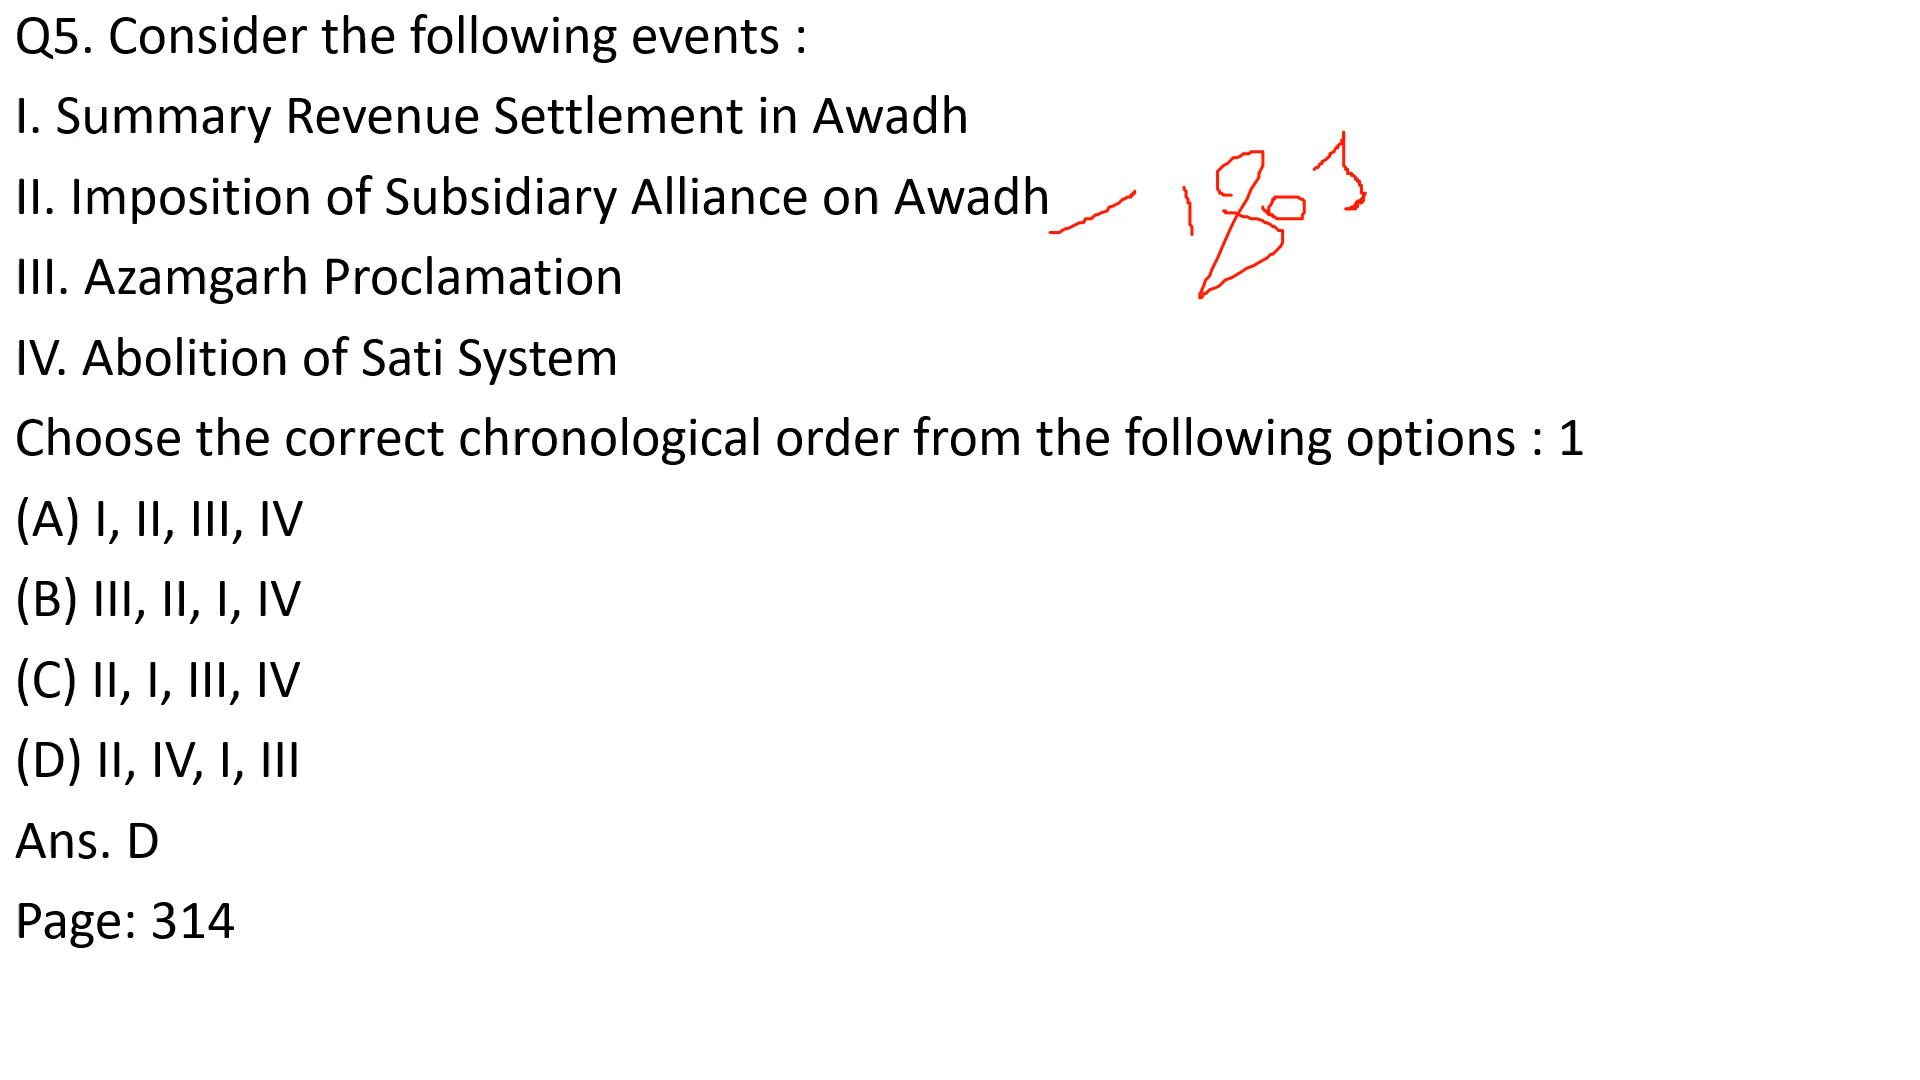 Q5. Consider the following events :
I. Summary Revenue Settlement in Awadh
II. Imposition of Subsidiary Alliance on Awadh
III. Azamgarh Proclamation
IV. Abolition of Sati System
Choose the correct chronological order from the following options : 1
(A) I, II, III, IV
(B) III, II, I, IV
(C) II, I, III, IV
(D) II, IV, I, III
Ans. D
Page: 314